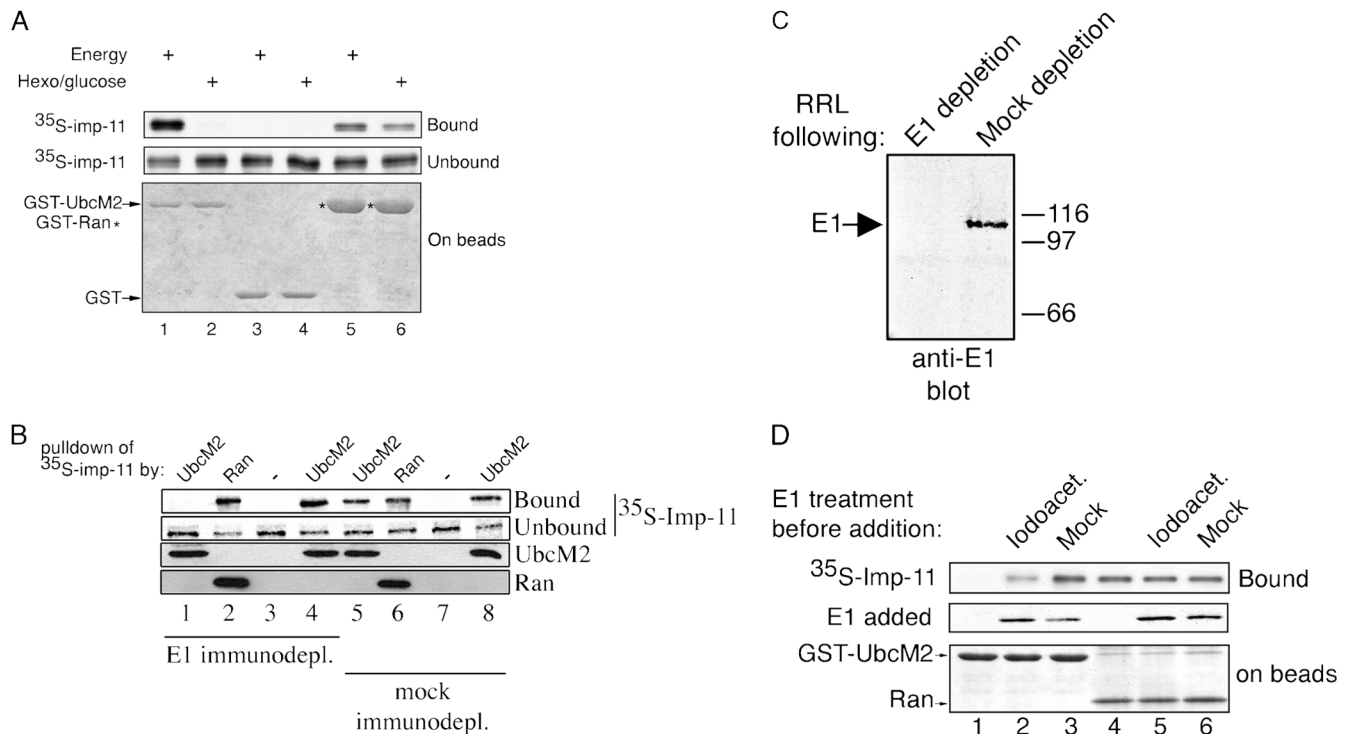 A
Energy + + +
Hexo/glucose + + +
35S-imp-11 Bound
35S-imp-11 Unbound
GST-UbcM2
GST-Ran *
* *
On beads
GST
1 2 3 4 5 6
B
pulldown of
35S-imp-11 by:
UbcM2 Ran - UbcM2 UbcM2 Ran - UbcM2
Bound
Unbound
35S-Imp-11
UbcM2
Ran
1 2 3 4 5 6 7 8
E1 immunodepl.
mock
immunodepl.
C
RRL
following:
E1 depletion
Mock depletion
E1
116
97
66
anti-E1
blot
D
E1 treatment
before addition:
Iodoacet. Mock Iodoacet. Mock
35S-Imp-11 Bound
E1 added
GST-UbcM2
on beads
Ran
1 2 3 4 5 6